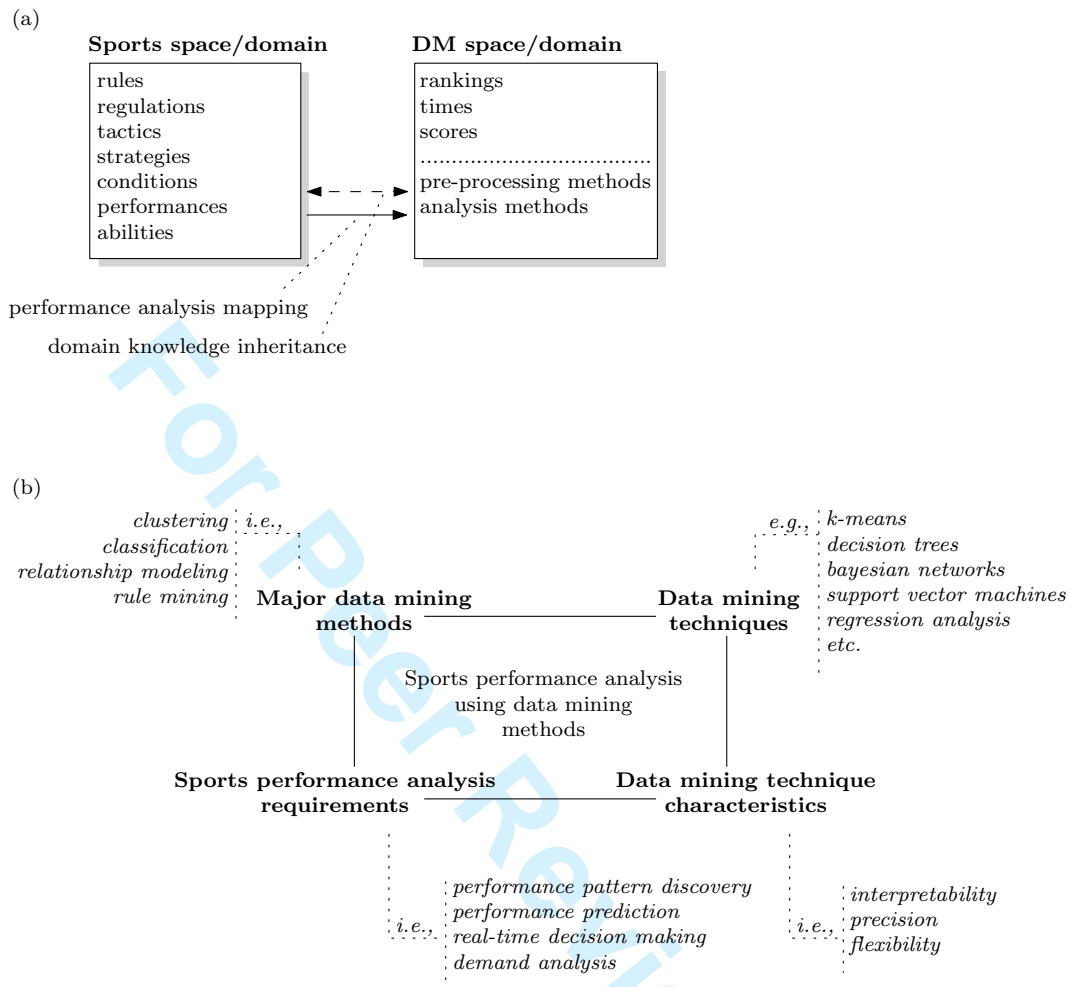 (a)
Sports space/domain
rules
regulations
tactics
strategies
conditions
performances
abilities
DM space/domain
rankings
times
scores
.....................................
pre-processing methods
analysis methods
performance analysis mapping
domain knowledge inheritance
(b)
clustering
classification
relationship modeling
rule mining
i.e.,
Major data mining
methods
e.g.,
k-means
decision trees
bayesian networks
support vector machines
regression analysis
etc.
Data mining
techniques
Sports performance analysis
using data mining
methods
Sports performance analysis
requirements
Data mining technique
characteristics
i.e.,
performance pattern discovery
performance prediction
real-time decision making
demand analysis
i.e.,
interpretability
precision
flexibility
For Peer Revi